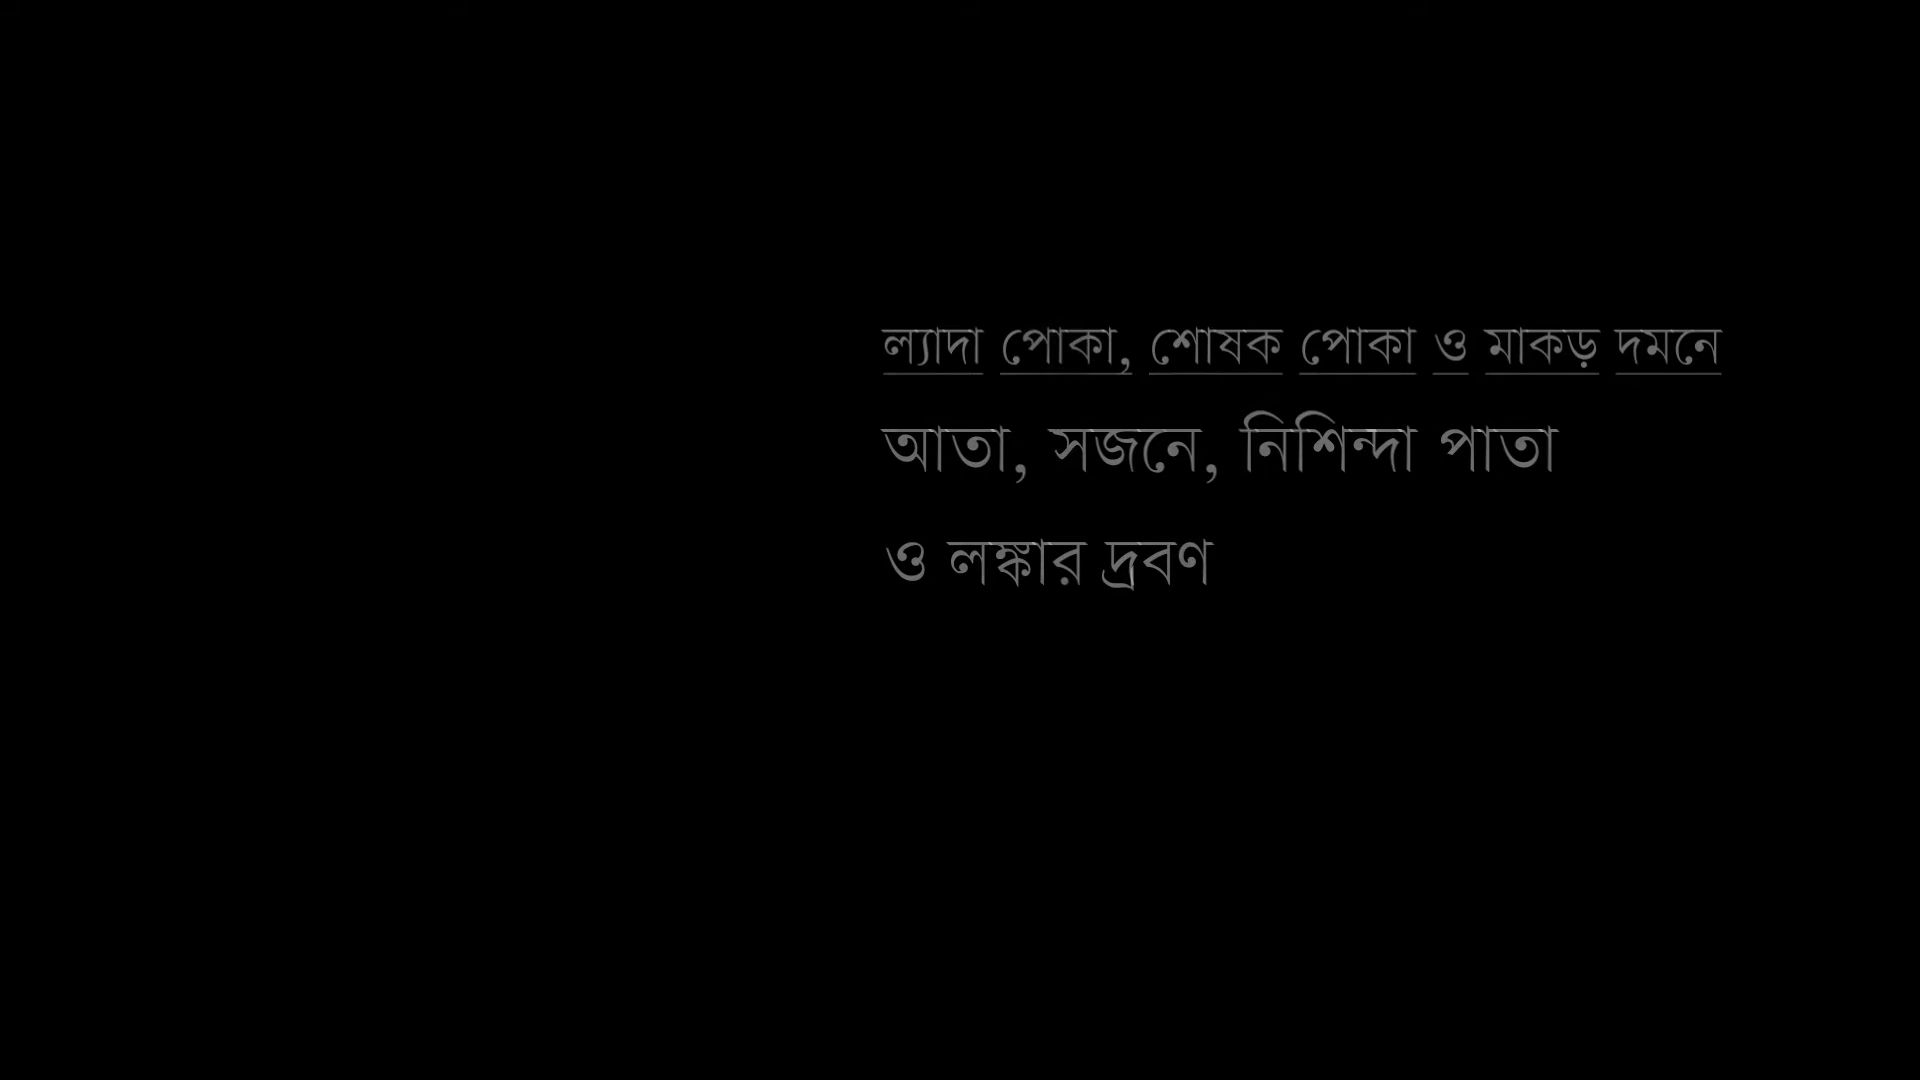 ল্যাদা পোকা, শোষক পোকা ও মাকড় দমনে
আতা, সজনে, নিশিন্দা পাতা
ও লঙ্কার দ্রবণ